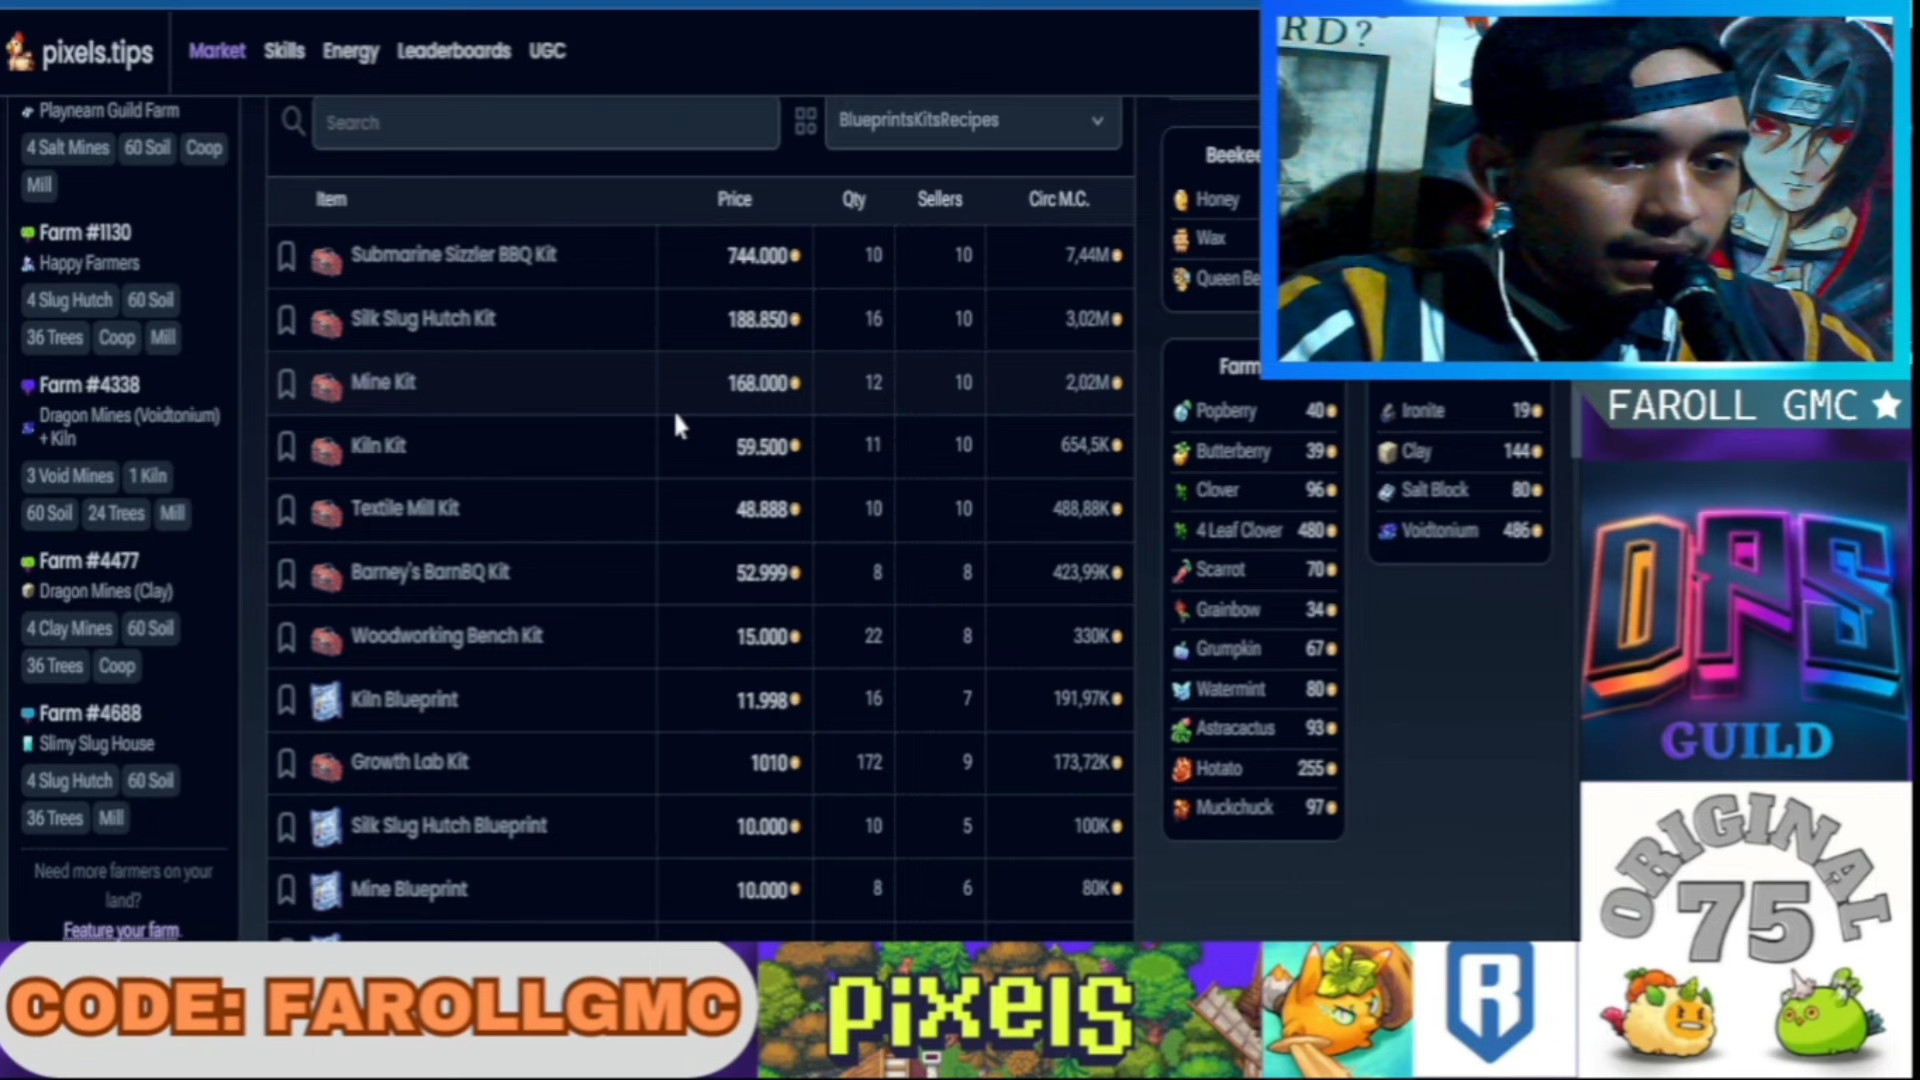 pixels.tips
Market Skills Energy Leaderboards UGC
Playnearn Guild Farm
4 Salt Mines 60 Soil Coop
Mill
Farm #1130
Happy Farmers
4 Slug Hutch 60 Soil
36 Trees Coop Mill
Farm #4338
Dragon Mines (Voidtonium)
+ Kiln
3 Void Mines 1 Kiln
60 Soil 24 Trees Mill
Farm #4477
Dragon Mines (Clay)
4 Clay Mines 60 Soil
36 Trees Coop
Farm #4688
Slimy Slug House
4 Slug Hutch 60 Soil
36 Trees Mill
Need more farmers on your
land?
Feature your farm.
Search
BlueprintsKitsRecipes
Item Price Qty Sellers Circ M.C.
Submarine Sizzler BBQ Kit 744.000 10 10 7,44M
Silk Slug Hutch Kit 188.850 16 10 3,02M
Mine Kit 168.000 12 10 2,02M
Kiln Kit 59.500 11 10 654,5K
Textile Mill Kit 48.888 10 10 488,88K
Barney's BarnBQ Kit 52.999 8 8 423,99K
Woodworking Bench Kit 15.000 22 8 330K
Kiln Blueprint 11.998 16 7 191,97K
Growth Lab Kit 1010 172 9 173,72K
Silk Slug Hutch Blueprint 10.000 10 5 100K
Mine Blueprint 10.000 8 6 80K
Beekee
Honey
Wax
Queen Be
Farm
Popberry 40
Butterberry 39
Clover 96
4 Leaf Clover 480
Scarrot 70
Grainbow 34
Grumpkin 67
Watermint 80
Astracactus 93
Hotato 255
Muckchuck 97
Ironite 19
Clay 144
Salt Block 80
Voidtonium 486
RD?
FAROLL GMC
OPS
GUILD
ORIGINAL
75
CODE: FAROLLGMC
pixels
R